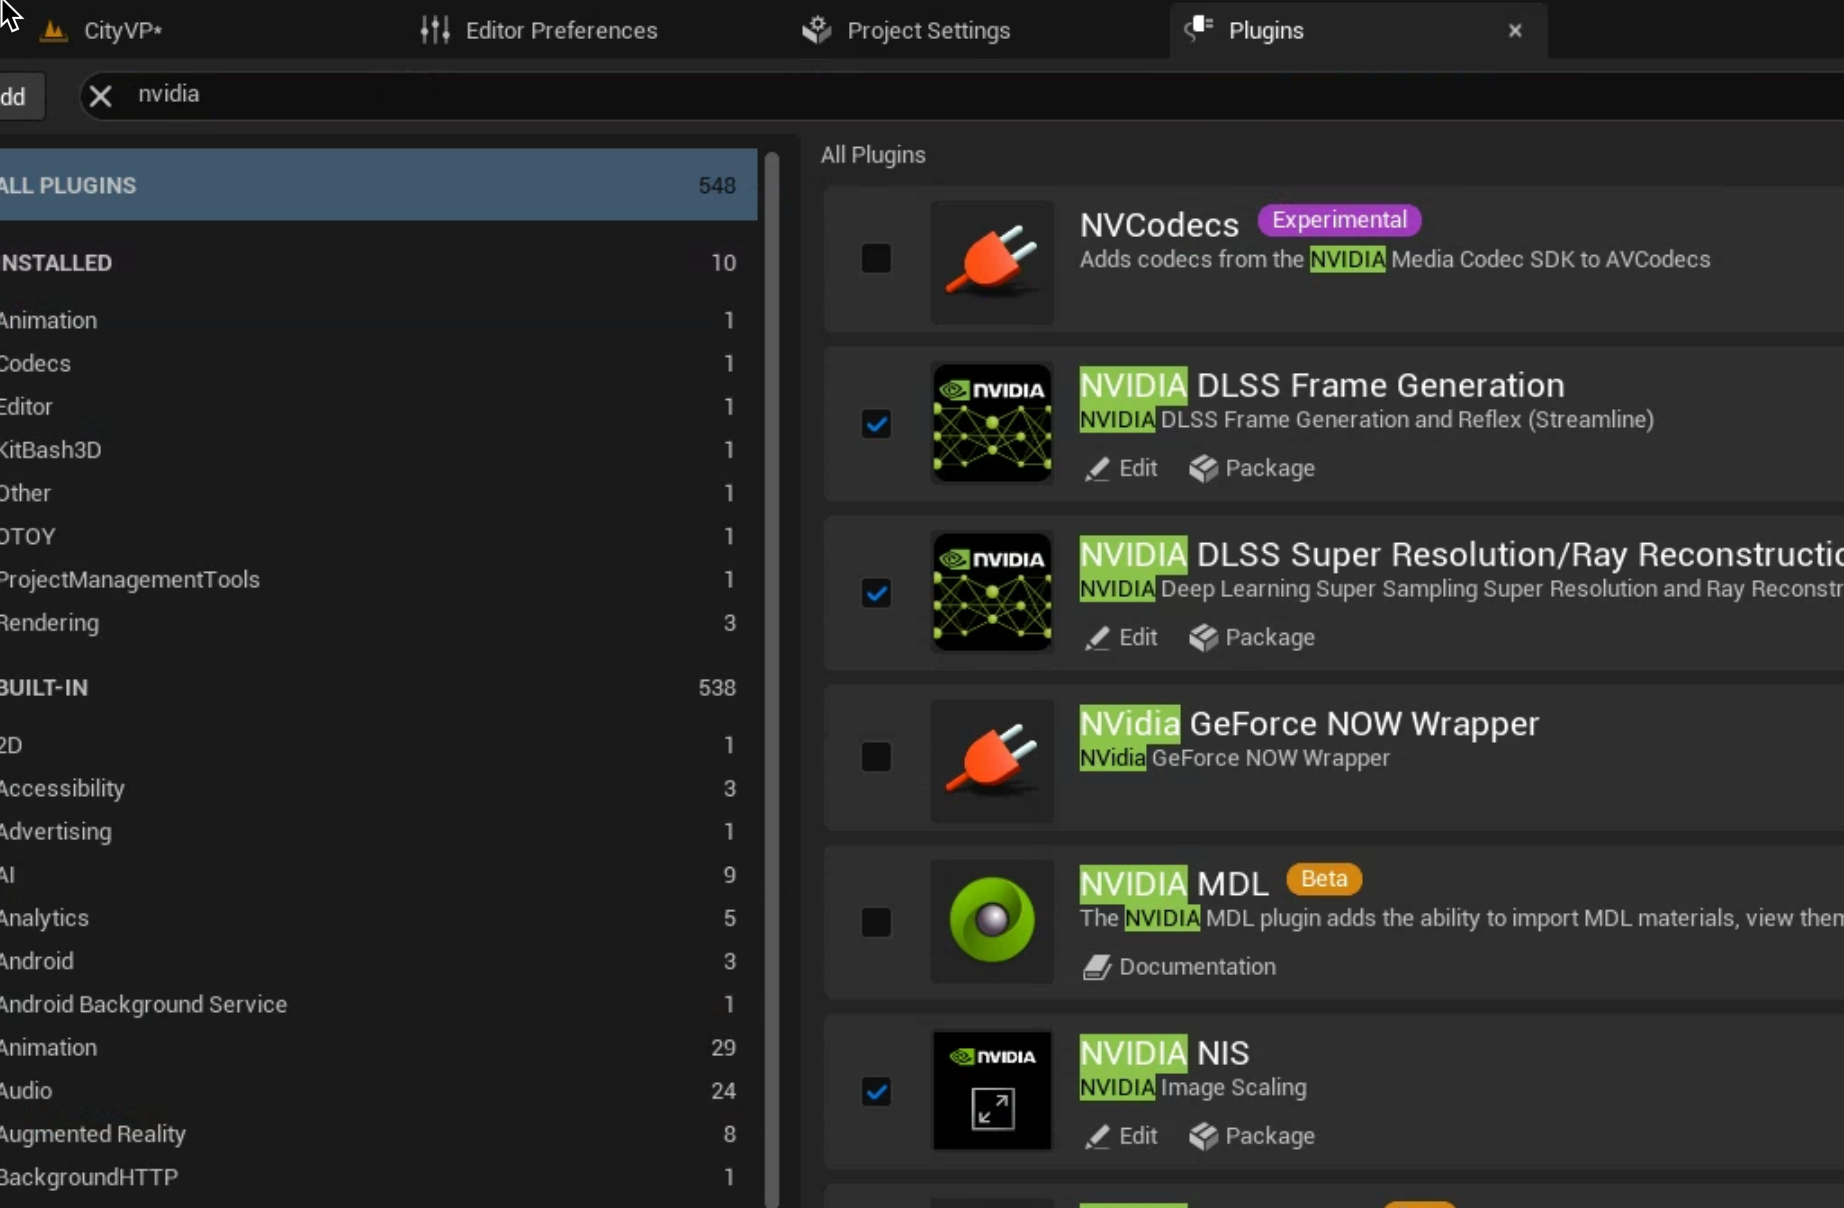 CityVP*
Editor Preferences
Project Settings
Plugins
dd
nvidia
ALL PLUGINS 548
INSTALLED 10
Animation 1
Codecs 1
Editor 1
KitBash3D 1
Other 1
OTOY 1
ProjectManagementTools 1
Rendering 3
BUILT-IN 538
2D 1
Accessibility 3
Advertising 1
AI 9
Analytics 5
Android 3
Android Background Service 1
Animation 29
Audio 24
Augmented Reality 8
BackgroundHTTP 1
All Plugins
NVCodecs Experimental
Adds codecs from the NVIDIA Media Codec SDK to AVCodecs
NVIDIA
NVIDIA DLSS Frame Generation
NVIDIA DLSS Frame Generation and Reflex (Streamline)
Edit Package
NVIDIA
NVIDIA DLSS Super Resolution/Ray Reconstructio
NVIDIA Deep Learning Super Sampling Super Resolution and Ray Reconstr
Edit Package
NVidia GeForce NOW Wrapper
NVidia GeForce NOW Wrapper
NVIDIA MDL Beta
The NVIDIA MDL plugin adds the ability to import MDL materials, view them
Documentation
NVIDIA
NVIDIA NIS
NVIDIA Image Scaling
Edit Package